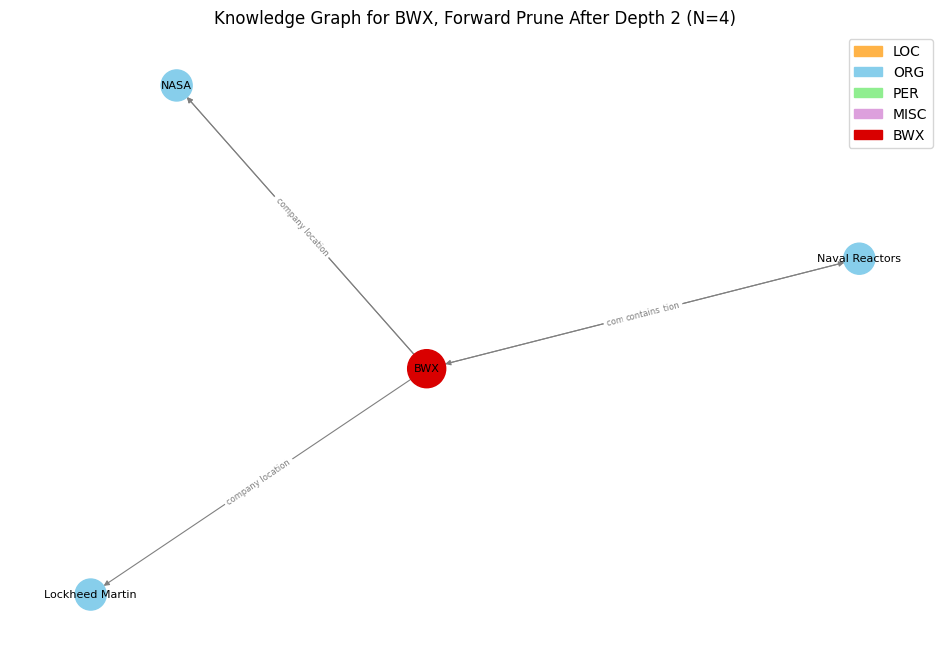 Knowledge Graph for BWX, Forward Prune After Depth 2 (N=4)
LOC
ORG
PER
MISC
BWX
NASA
company location
Naval Reactors
com contains tion
BWX
company location
Lockheed Martin